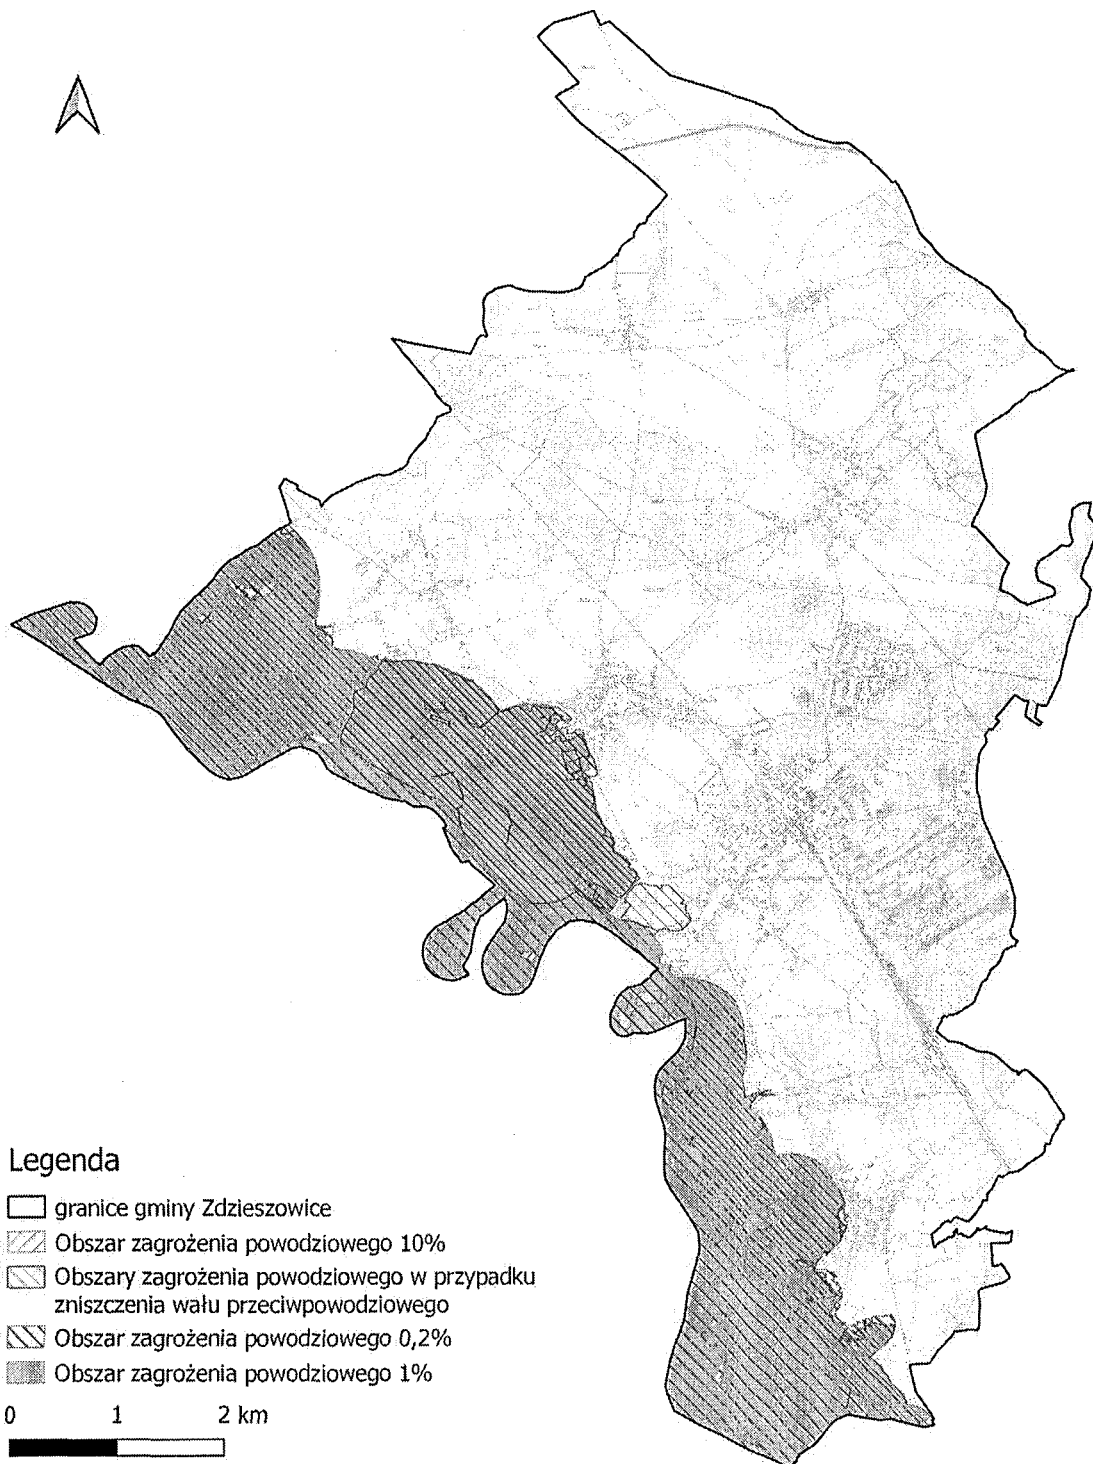 Legenda
granice gminy Zdzieszowice
Obszar zagrożenia powodziowego 10%
Obszary zagrożenia powodziowego w przypadku
zniszczenia wału przeciwpowodziowego
Obszar zagrożenia powodziowego 0,2%
Obszar zagrożenia powodziowego 1%
0 1 2 km